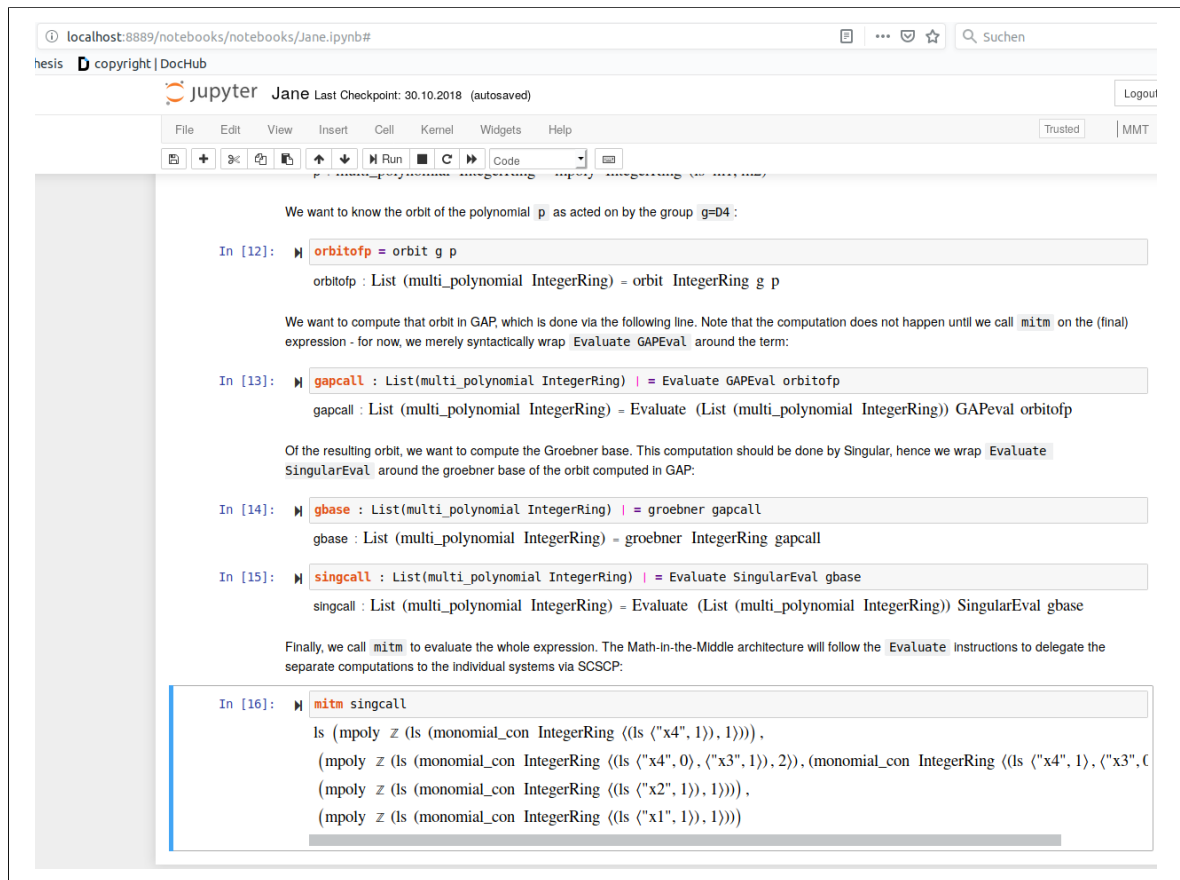 localhost:8889/notebooks/notebooks/Jane.ipynb#
Suchen
hesis copyright | DocHub
jupyter Jane Last Checkpoint: 30.10.2018 (autosaved)
Logout
File Edit View Insert Cell Kernel Widgets Help Trusted MMT
Run Code
We want to know the orbit of the polynomial p as acted on by the group g=D4 :
In [12]: orbitofp = orbit g p
orbitofp : List (multi_polynomial IntegerRing) = orbit IntegerRing g p
We want to compute that orbit in GAP, which is done via the following line. Note that the computation does not happen until we call mitm on the (final)
expression - for now, we merely syntactically wrap Evaluate GAPEval around the term:
In [13]: gapcall : List(multi_polynomial IntegerRing) | = Evaluate GAPEval orbitofp
gapcall : List (multi_polynomial IntegerRing) = Evaluate (List (multi_polynomial IntegerRing)) GAPeval orbitofp
Of the resulting orbit, we want to compute the Groebner base. This computation should be done by Singular, hence we wrap Evaluate
SingularEval around the groebner base of the orbit computed in GAP:
In [14]: gbase : List(multi_polynomial IntegerRing) | = groebner gapcall
gbase : List (multi_polynomial IntegerRing) = groebner IntegerRing gapcall
In [15]: singcall : List(multi_polynomial IntegerRing) | = Evaluate SingularEval gbase
singcall : List (multi_polynomial IntegerRing) = Evaluate (List (multi_polynomial IntegerRing)) SingularEval gbase
Finally, we call mitm to evaluate the whole expression. The Math-in-the-Middle architecture will follow the Evaluate instructions to delegate the
separate computations to the individual systems via SCSCP:
In [16]: mitm singcall
ls (mpoly ℤ (ls (monomial_con IntegerRing ⟨(ls ⟨"x4", 1⟩), 1⟩))) ,
(mpoly ℤ (ls (monomial_con IntegerRing ⟨(ls ⟨"x4", 0⟩, ⟨"x3", 1⟩), 2⟩), (monomial_con IntegerRing ⟨(ls ⟨"x4", 1⟩, ⟨"x3", 0
(mpoly ℤ (ls (monomial_con IntegerRing ⟨(ls ⟨"x2", 1⟩), 1⟩))) ,
(mpoly ℤ (ls (monomial_con IntegerRing ⟨(ls ⟨"x1", 1⟩), 1⟩)))